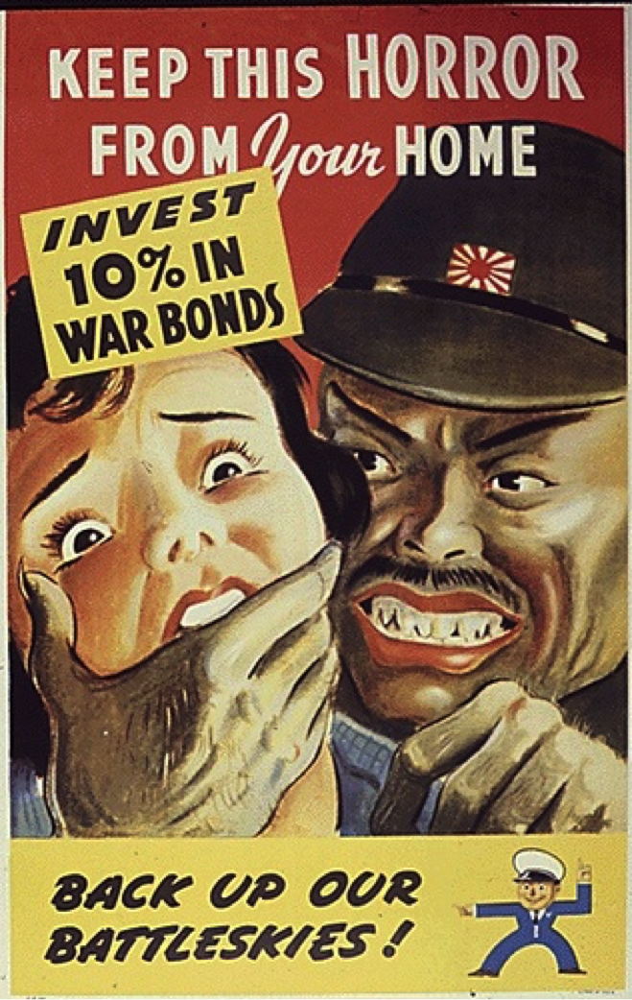 KEEP THIS HORROR
FROM Your HOME
INVEST
10% IN
WAR BONDS
BACK UP OUR
BATTLESKIES!